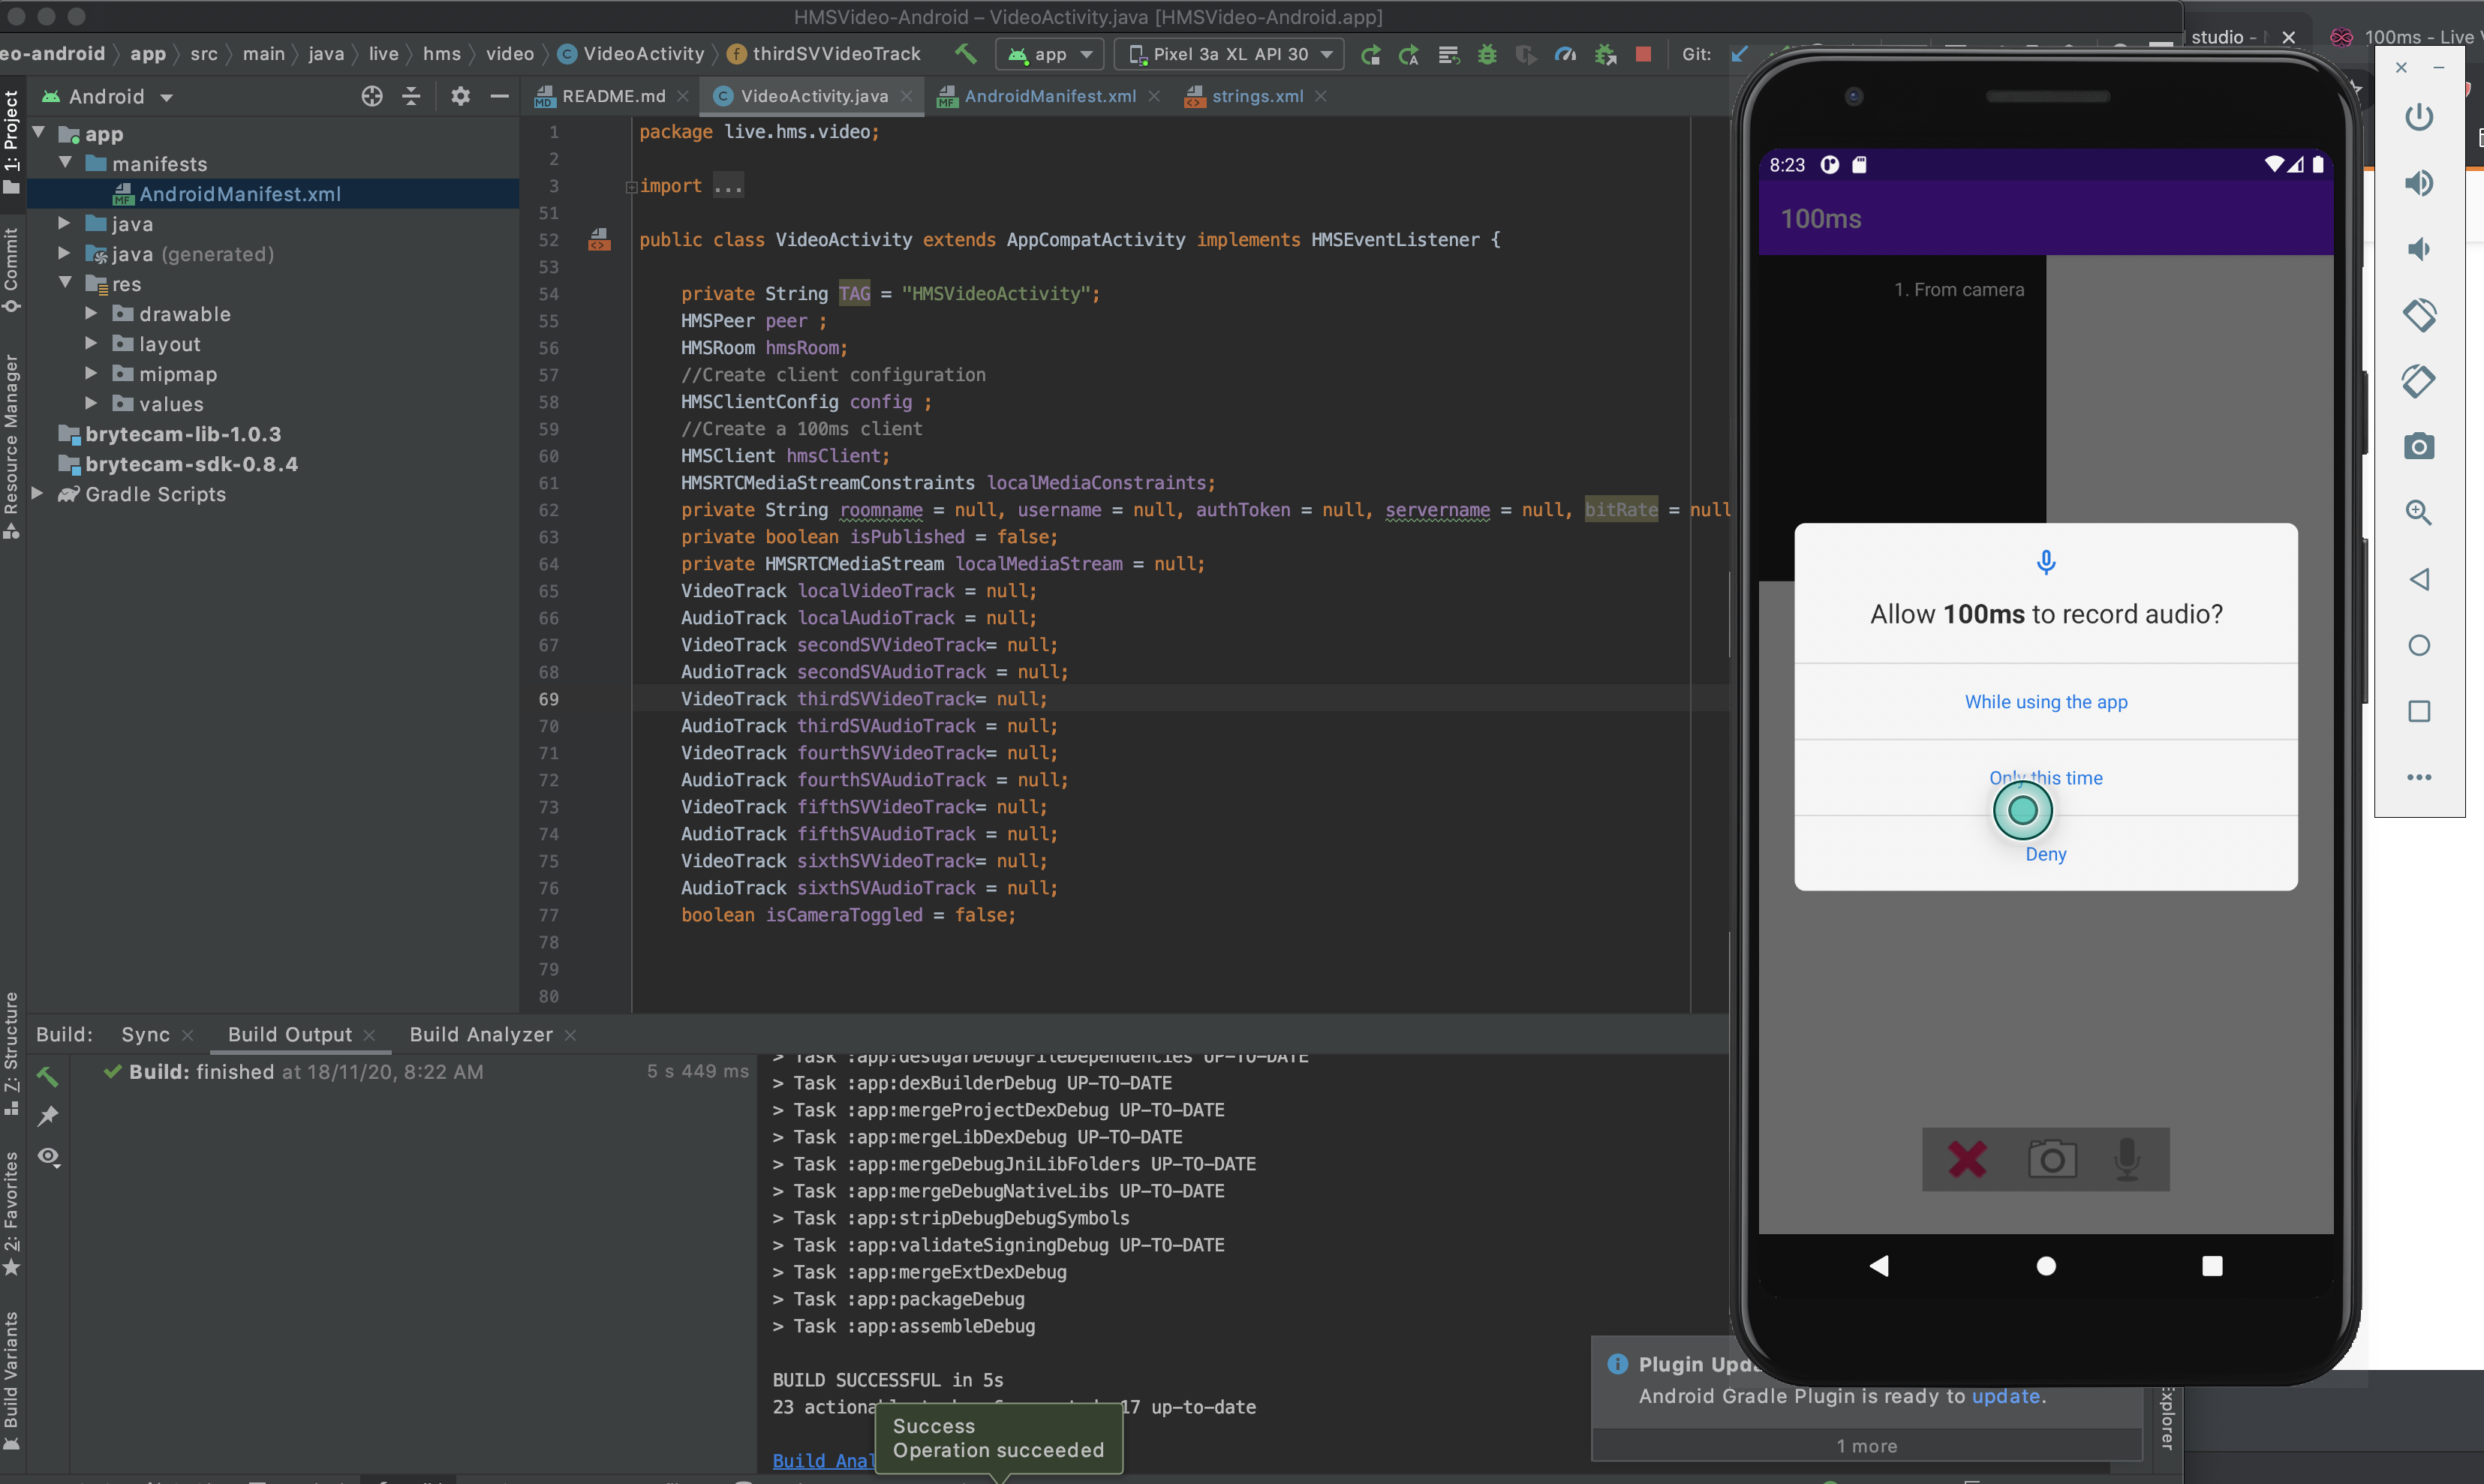 HMSVideo-Android – VideoActivity.java [HMSVideo-Android.app]
eo-android app src main java live hms video VideoActivity thirdSVVideoTrack app Pixel 3a XL API 30 Git:
studio -
100ms - Live
Android
README.md VideoActivity.java AndroidManifest.xml strings.xml
1: Project
Commit
Resource Manager
7: Structure
2: Favorites
Build Variants
app
manifests
AndroidManifest.xml
java
java (generated)
res
drawable
layout
mipmap
values
brytecam-lib-1.0.3
brytecam-sdk-0.8.4
Gradle Scripts
1 package live.hms.video;
2
3 import ...
51
52 public class VideoActivity extends AppCompatActivity implements HMSEventListener {
53
54 private String TAG = "HMSVideoActivity";
55 HMSPeer peer ;
56 HMSRoom hmsRoom;
57 //Create client configuration
58 HMSClientConfig config ;
59 //Create a 100ms client
60 HMSClient hmsClient;
61 HMSRTCMediaStreamConstraints localMediaConstraints;
62 private String roomname = null, username = null, authToken = null, servername = null, bitRate = null
63 private boolean isPublished = false;
64 private HMSRTCMediaStream localMediaStream = null;
65 VideoTrack localVideoTrack = null;
66 AudioTrack localAudioTrack = null;
67 VideoTrack secondSVVideoTrack= null;
68 AudioTrack secondSVAudioTrack = null;
69 VideoTrack thirdSVVideoTrack= null;
70 AudioTrack thirdSVAudioTrack = null;
71 VideoTrack fourthSVVideoTrack= null;
72 AudioTrack fourthSVAudioTrack = null;
73 VideoTrack fifthSVVideoTrack= null;
74 AudioTrack fifthSVAudioTrack = null;
75 VideoTrack sixthSVVideoTrack= null;
76 AudioTrack sixthSVAudioTrack = null;
77 boolean isCameraToggled = false;
78
79
80
Build: Sync Build Output Build Analyzer
Build: finished at 18/11/20, 8:22 AM 5 s 449 ms
> Task :app:desugarDebugFileDependencies UP-TO-DATE
> Task :app:dexBuilderDebug UP-TO-DATE
> Task :app:mergeProjectDexDebug UP-TO-DATE
> Task :app:mergeLibDexDebug UP-TO-DATE
> Task :app:mergeDebugJniLibFolders UP-TO-DATE
> Task :app:mergeDebugNativeLibs UP-TO-DATE
> Task :app:stripDebugDebugSymbols
> Task :app:validateSigningDebug UP-TO-DATE
> Task :app:mergeExtDexDebug
> Task :app:packageDebug
> Task :app:assembleDebug
BUILD SUCCESSFUL in 5s
23 17 up-to-date
Build
Success
Operation succeeded
Plugin
Android Gradle Plugin is ready to update.
1 more
8:23
100ms
1. From camera
Allow 100ms to record audio?
While using the app
Only this time
Deny